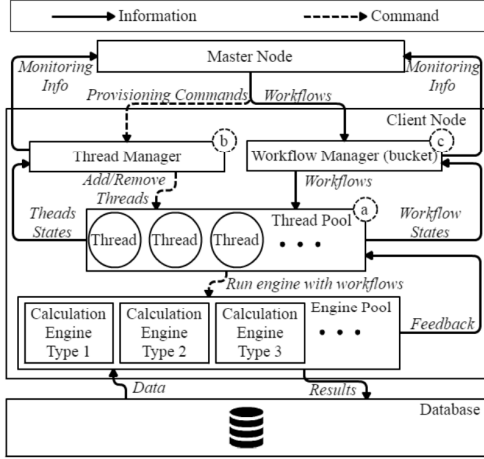 Information
Command
Master Node
Monitoring
Info
Monitoring
Info
Provisioning Commands
Workflows
Client Node
b
c
Thread Manager
Workflow Manager (bucket)
Add/Remove
Threads
Workflows
a
Theads
States
Thread
Thread
Thread
Thread Pool
Workflow
States
Run engine with workflows
Calculation
Engine
Type 1
Calculation
Engine
Type 2
Calculation
Engine
Type 3
Engine Pool
Feedback
Data
Results
Database